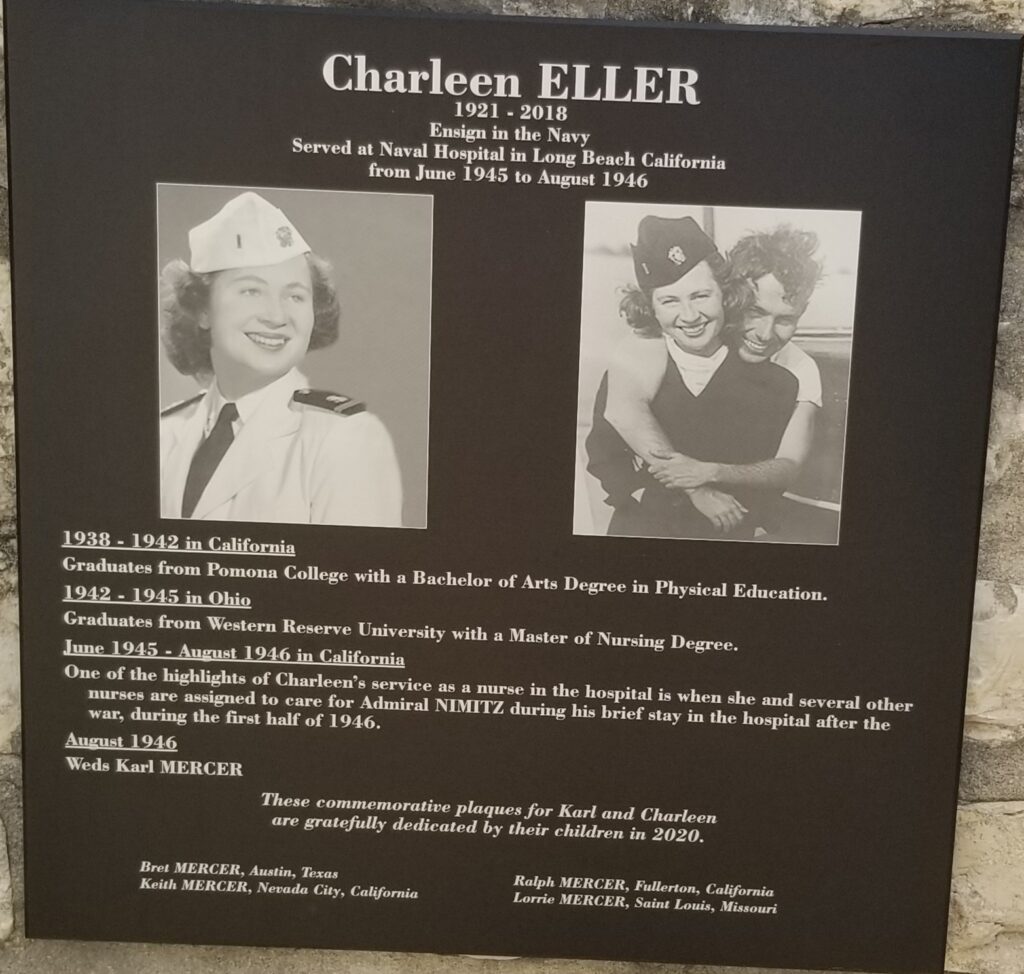 Charleen ELLER
1921 - 2018
Ensign in the Navy
Served at Naval Hospital in Long Beach California
from June 1945 to August 1946
1938 - 1942 in California
Graduates from Pomona College with a Bachelor of Arts Degree in Physical Education.
1942 - 1945 in Ohio
Graduates from Western Reserve University with a Master of Nursing Degree.
June 1945 - August 1946 in California
One of the highlights of Charleen's service as a nurse in the hospital is when she and several other
nurses are assigned to care for Admiral NIMITZ during his brief stay in the hospital after the
war, during the first half of 1946.
August 1946
Weds Karl MERCER
These commemorative plaques for Karl and Charleen
are gratefully dedicated by their children in 2020.
Bret MERCER, Austin, Texas
Keith MERCER, Nevada City, California
Ralph MERCER, Fullerton, California
Lorrie MERCER, Saint Louis, Missouri